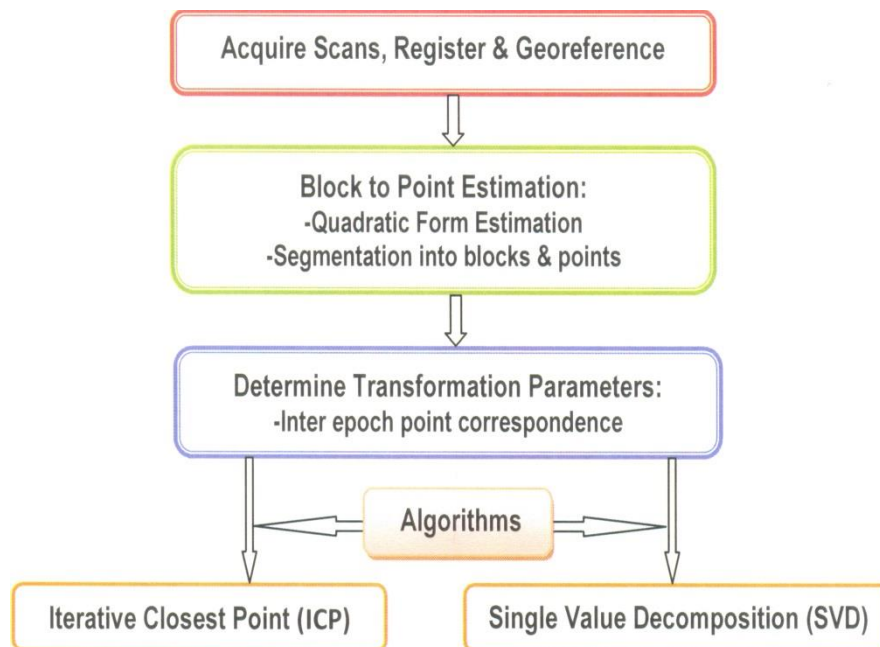 Acquire Scans, Register & Georeference
Block to Point Estimation:
-Quadratic Form Estimation
-Segmentation into blocks & points
Determine Transformation Parameters:
-Inter epoch point correspondence
Algorithms
Iterative Closest Point (ICP)
Single Value Decomposition (SVD)